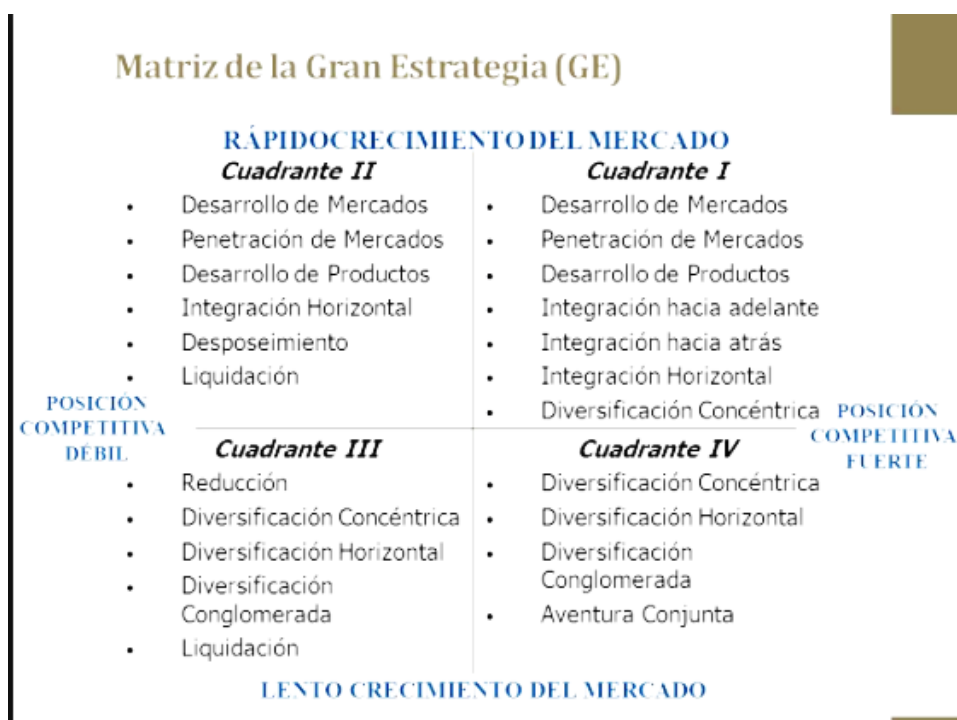 Matriz de la Gran Estrategia (GE)
RÁPIDOCRECIMIENTO DEL MERCADO
Cuadrante II
• Desarrollo de Mercados
• Penetración de Mercados
• Desarrollo de Productos
• Integración Horizontal
• Desposeimiento
• Liquidación
Cuadrante I
• Desarrollo de Mercados
• Penetración de Mercados
• Desarrollo de Productos
• Integración hacia adelante
• Integración hacia atrás
• Integración Horizontal
• Diversificación Concéntrica
POSICIÓN
COMPETITIVA
DÉBIL
POSICIÓN
COMPETITIVA
FUERTE
Cuadrante III
• Reducción
• Diversificación Concéntrica
• Diversificación Horizontal
• Diversificación
Conglomerada
• Liquidación
Cuadrante IV
• Diversificación Concéntrica
• Diversificación Horizontal
• Diversificación
Conglomerada
• Aventura Conjunta
LENTO CRECIMIENTO DEL MERCADO